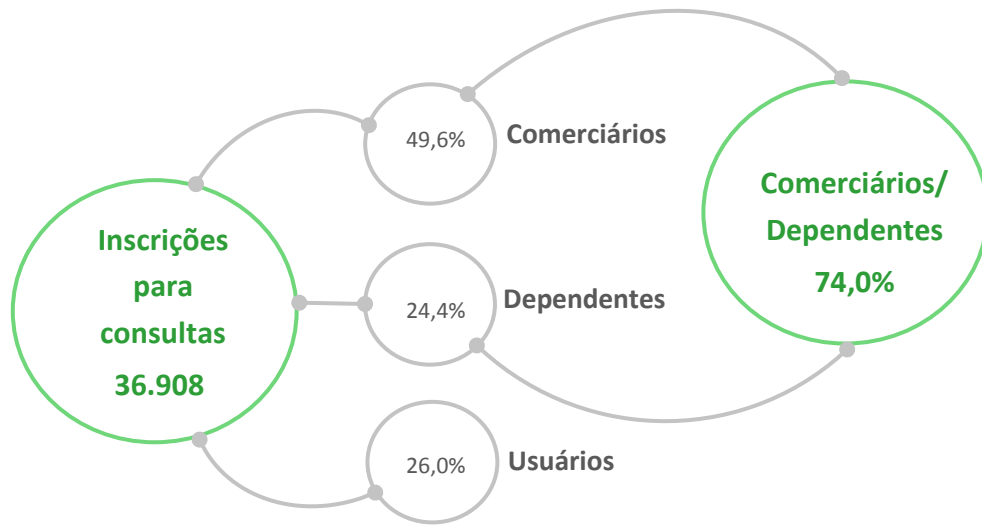 Inscrições
para
consultas
36.908
49,6%
Comerciários
24,4%
Dependentes
26,0%
Usuários
Comerciários/
Dependentes
74,0%